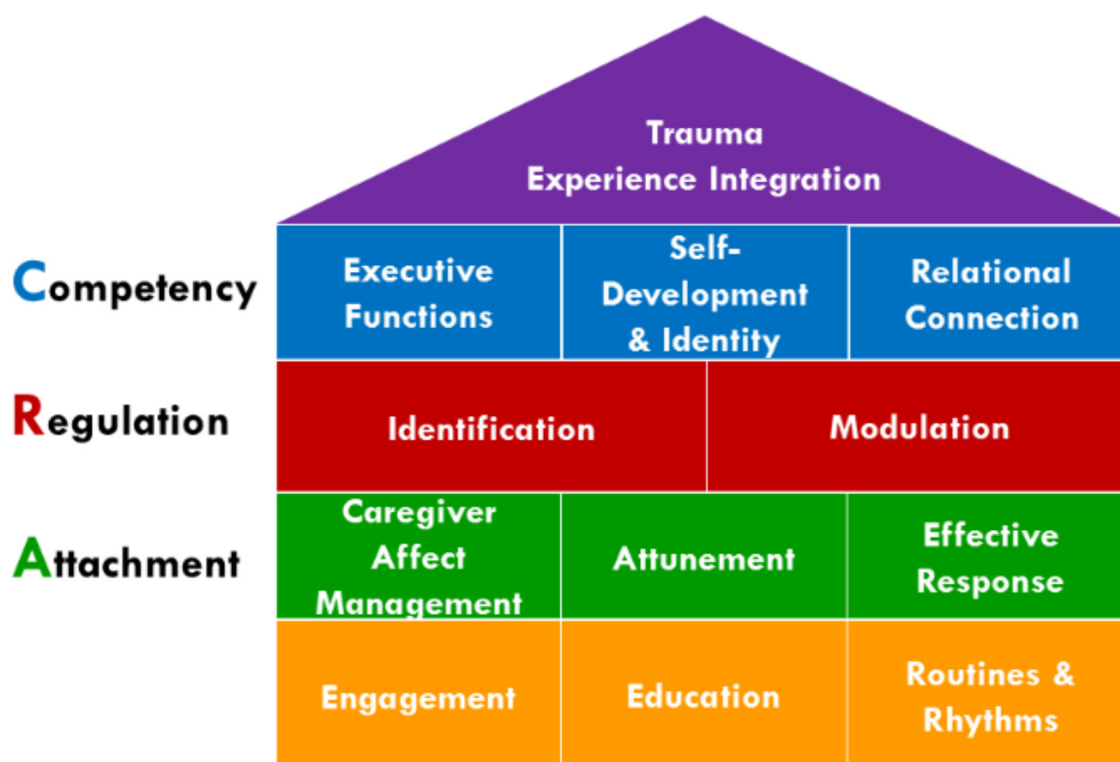 Trauma
Experience Integration
Competency
Executive
Functions
Self-
Development
& Identity
Relational
Connection
Regulation
Identification
Modulation
Attachment
Caregiver
Affect
Management
Attunement
Effective
Response
Engagement
Education
Routines &
Rhythms